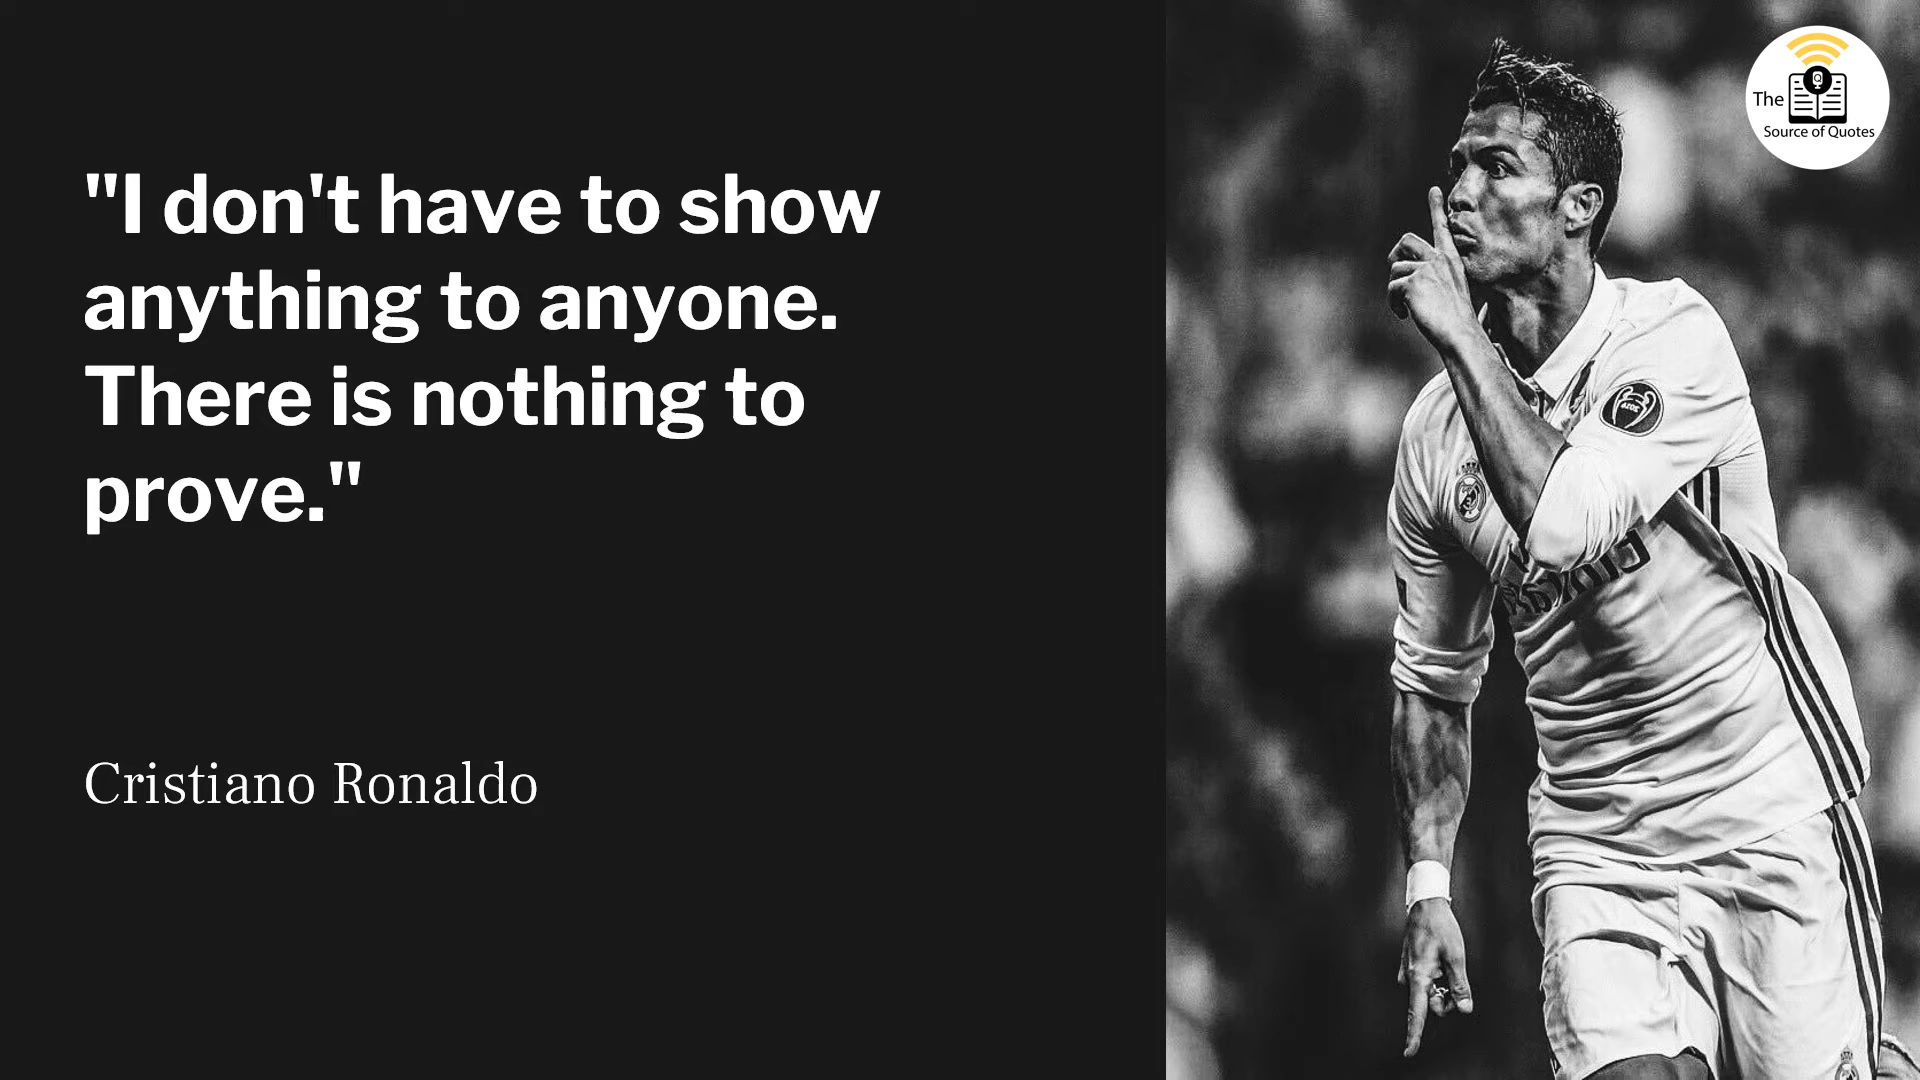 "I don't have to show
anything to anyone.
There is nothing to
prove."
Cristiano Ronaldo
The
Source of Quotes